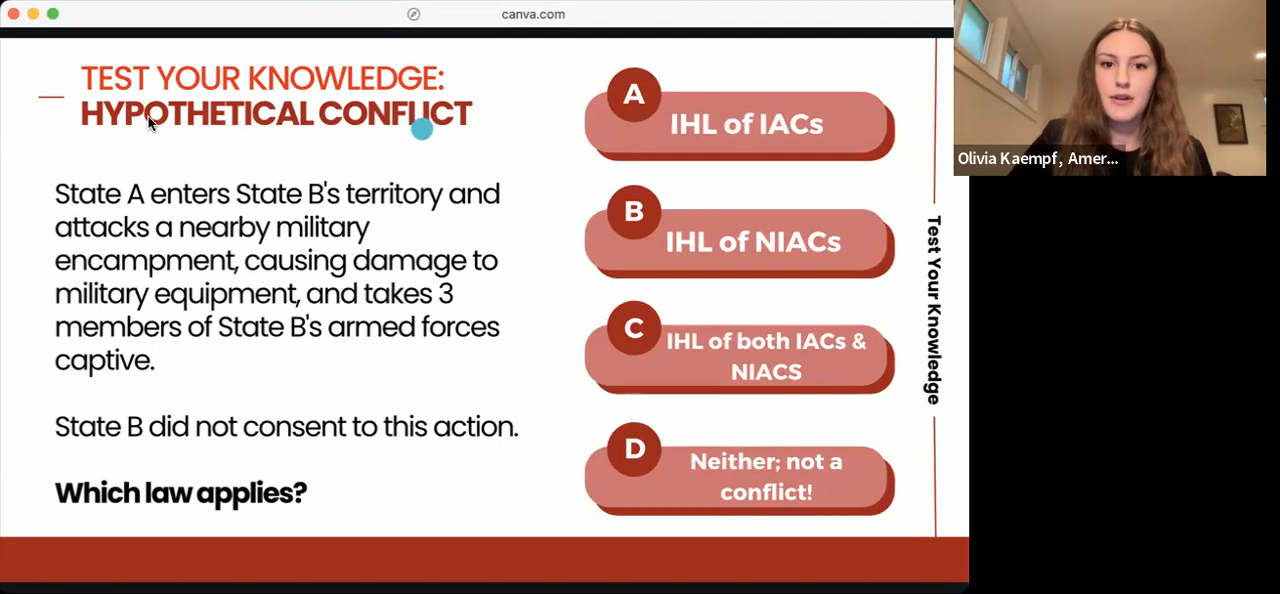 canva.com
TEST YOUR KNOWLEDGE:
HYPOTHETICAL CONFLICT
State A enters State B's territory and
attacks a nearby military
encampment, causing damage to
military equipment, and takes 3
members of State B's armed forces
captive.
State B did not consent to this action.
Which law applies?
A
IHL of IACs
B
IHL of NIACs
C
IHL of both IACs &
NIACS
D
Neither; not a
conflict!
Test Your Knowledge
Olivia Kaempf, Amer...